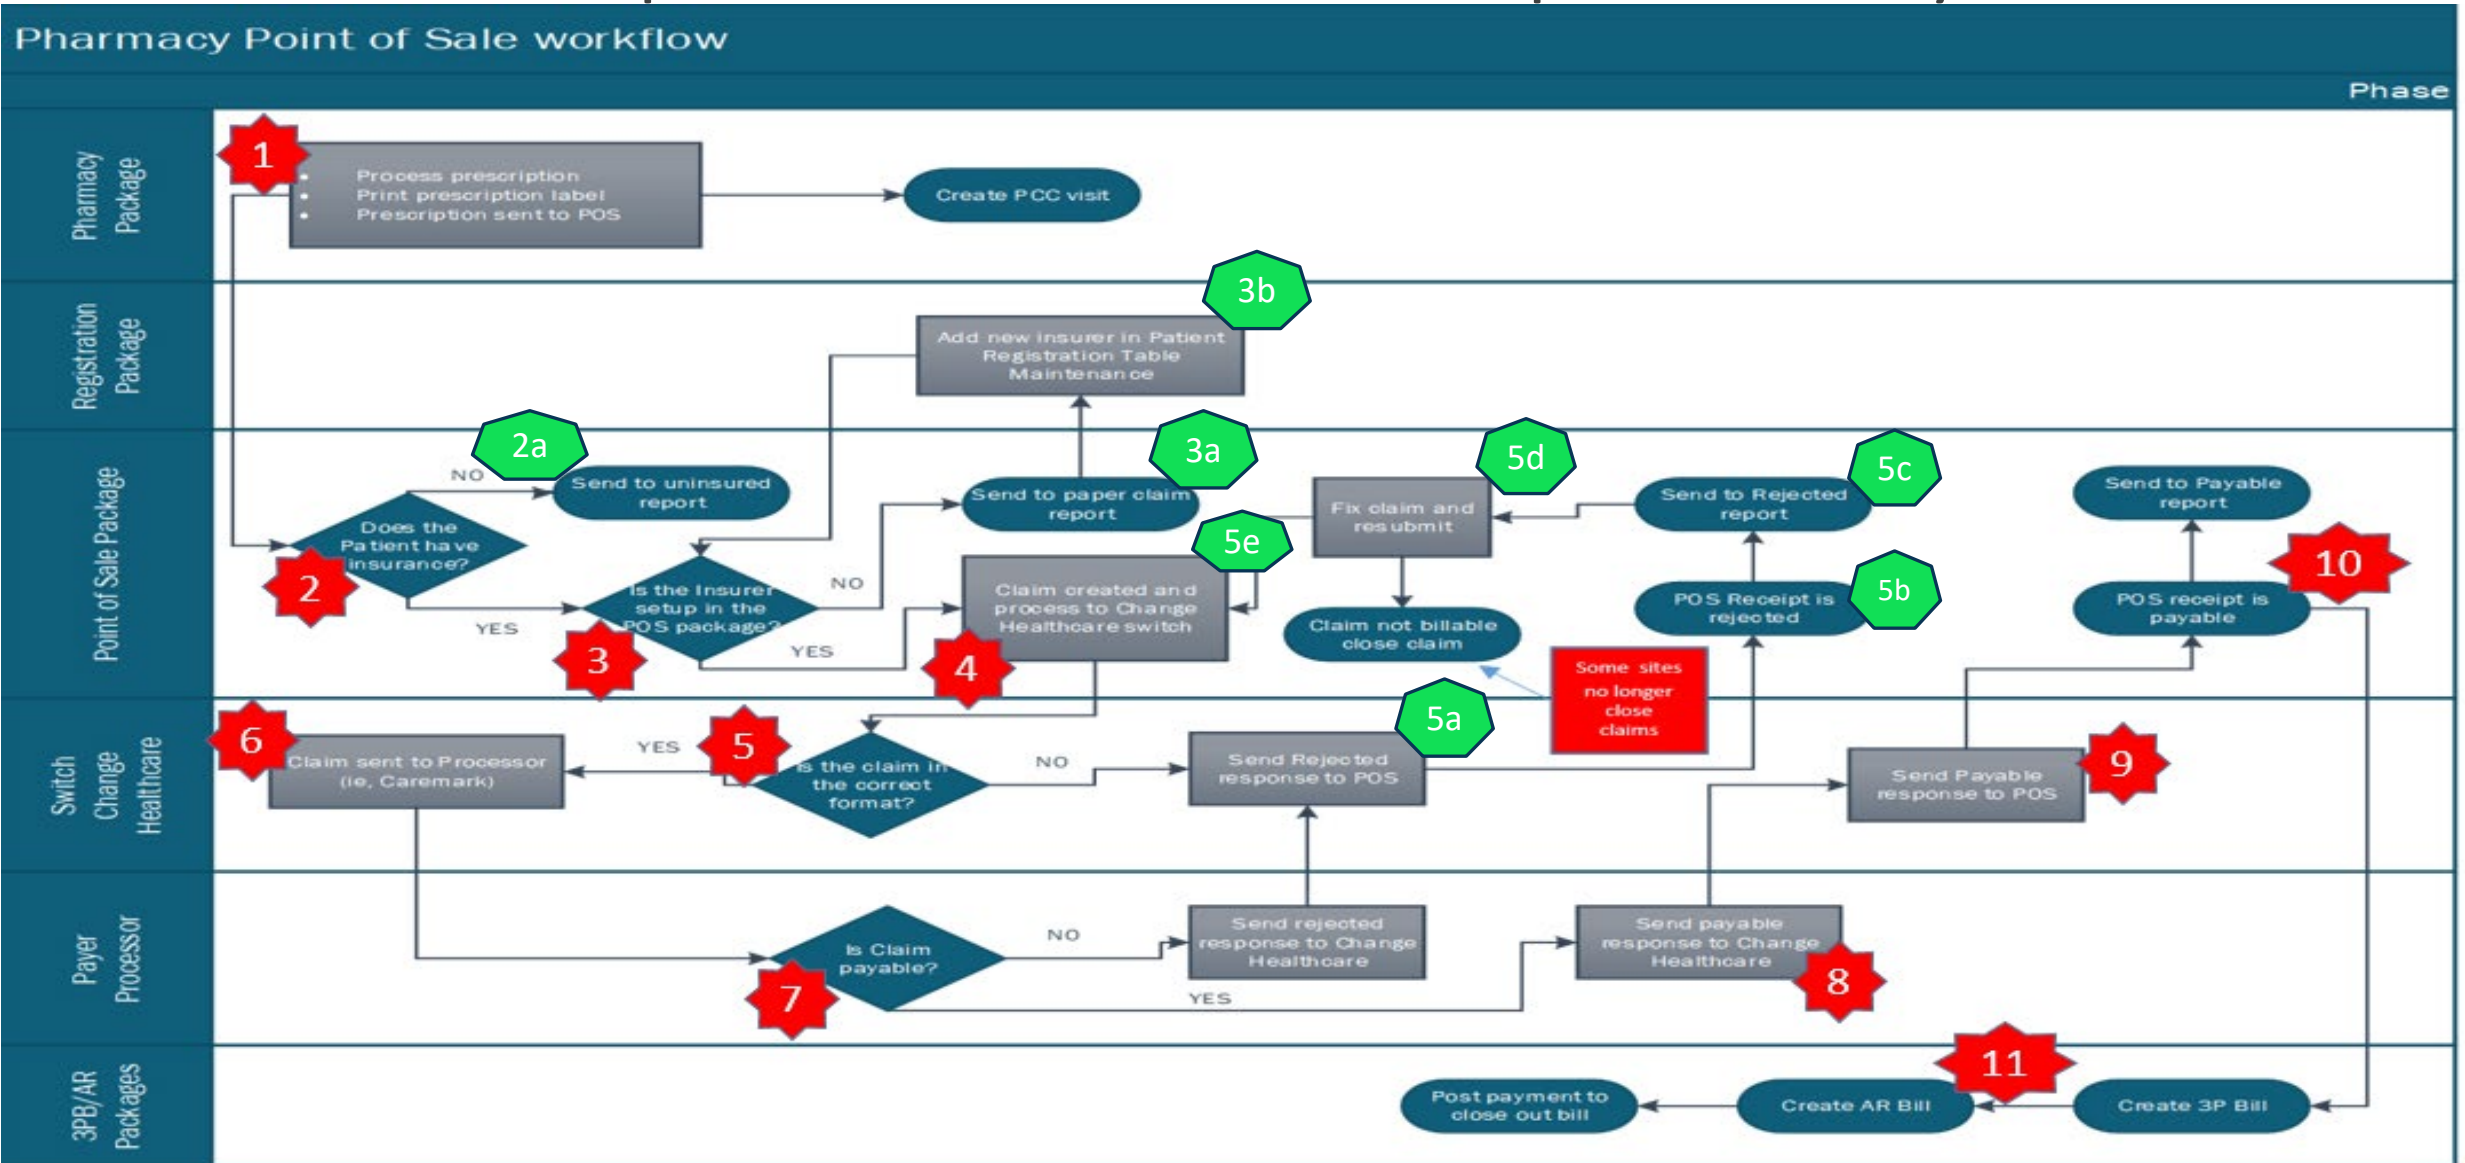 Pharmacy Point of Sale workflow
Phase
Pharmacy
Package
1
Process prescription
Print prescription label
Prescription sent to POS
Create PCC visit
Registration
Package
3b
Add new insurer in Patient
Registration Table
Maintenance
Point of Sale Package
2a
NO
Send to uninsured
report
Does the
Patient have
insurance?
2
YES
Is the Insurer
setup in the
POS package?
3
NO
YES
3a
Send to paper claim
report
5e
Claim created and
process to Change
Healthcare switch
4
5d
Fix claim and
resubmit
Claim not billable
close claim
Some sites
no longer
close
claims
5c
Send to Rejected
report
5b
POS Receipt is
rejected
Send to Payable
report
10
POS receipt is
payable
Switch
Change
Healthcare
6
Claim sent to Processor
(ie, Caremark)
YES
5
Is the claim in
the correct
format?
NO
5a
Send Rejected
response to POS
9
Send Payable
response to POS
Payer
Processor
Is Claim
payable?
7
NO
YES
Send rejected
response to Change
Healthcare
Send payable
response to Change
Healthcare
8
3PB/AR
Packages
Post payment to
close out bill
Create AR Bill
11
Create 3P Bill